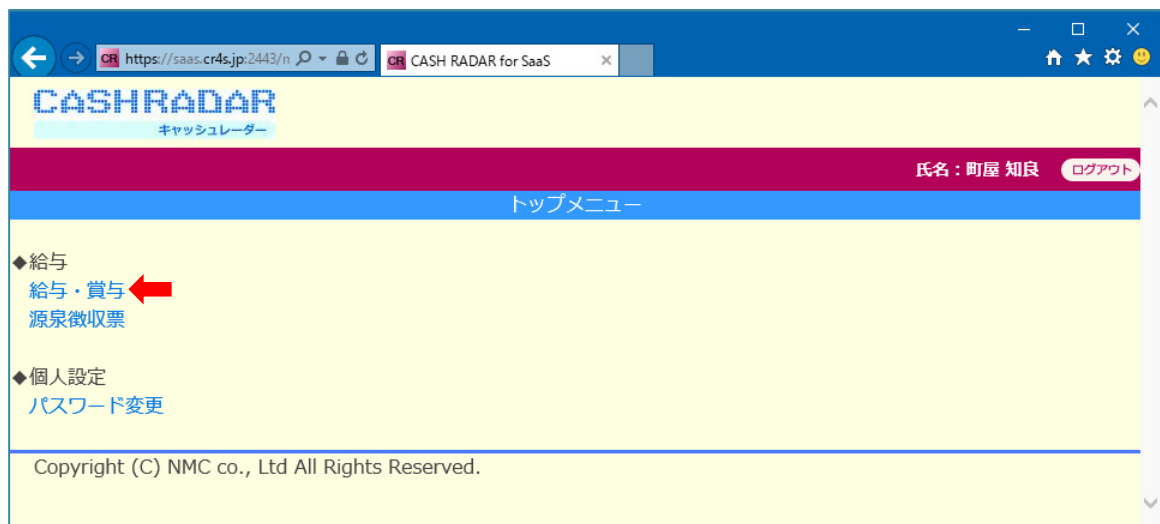 https://saas.cr4s.jp:2443/n
CR CASH RADAR for SaaS
CASHRADAR
キャッシュレーダー
氏名：町屋 知良 ログアウト
トップメニュー
◆給与
給与・賞与
源泉徴収票
◆個人設定
パスワード変更
Copyright (C) NMC co., Ltd All Rights Reserved.